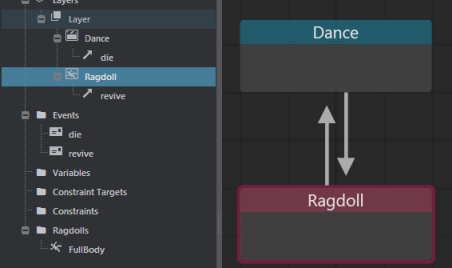 Layers
Layer
Dance
die
Ragdoll
revive
Events
die
revive
Variables
Constraint Targets
Constraints
Ragdolls
FullBody
Dance
Ragdoll